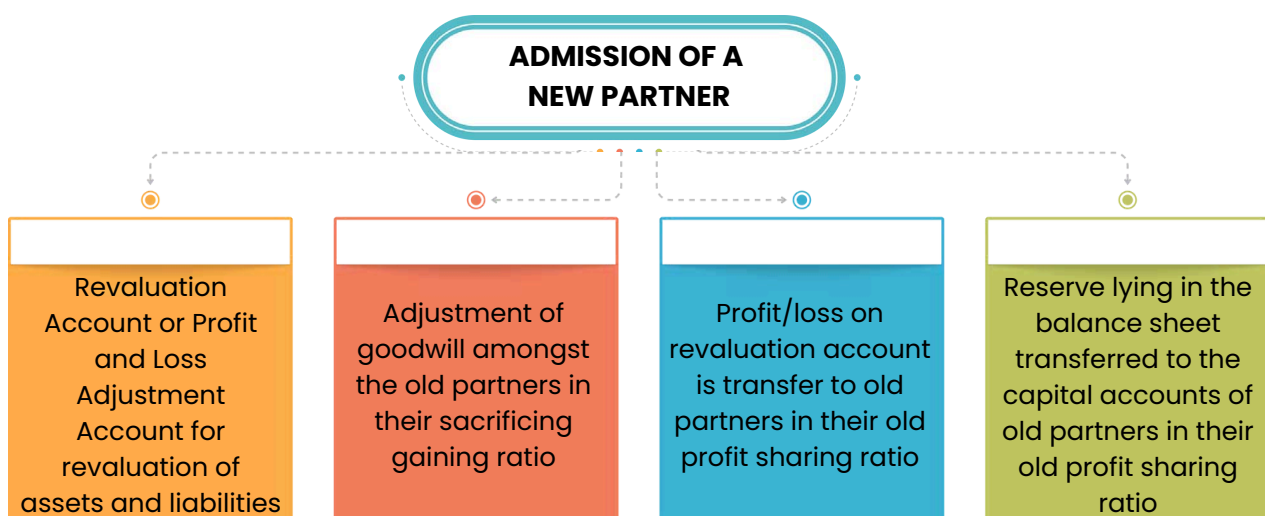 ADMISSION OF A
NEW PARTNER
Revaluation
Account or Profit
and Loss
Adjustment
Account for
revaluation of
assets and liabilities
Adjustment of
goodwill amongst
the old partners in
their sacrificing
gaining ratio
Profit/loss on
revaluation account
is transfer to old
partners in their old
profit sharing ratio
Reserve lying in the
balance sheet
transferred to the
capital accounts of
old partners in their
old profit sharing
ratio